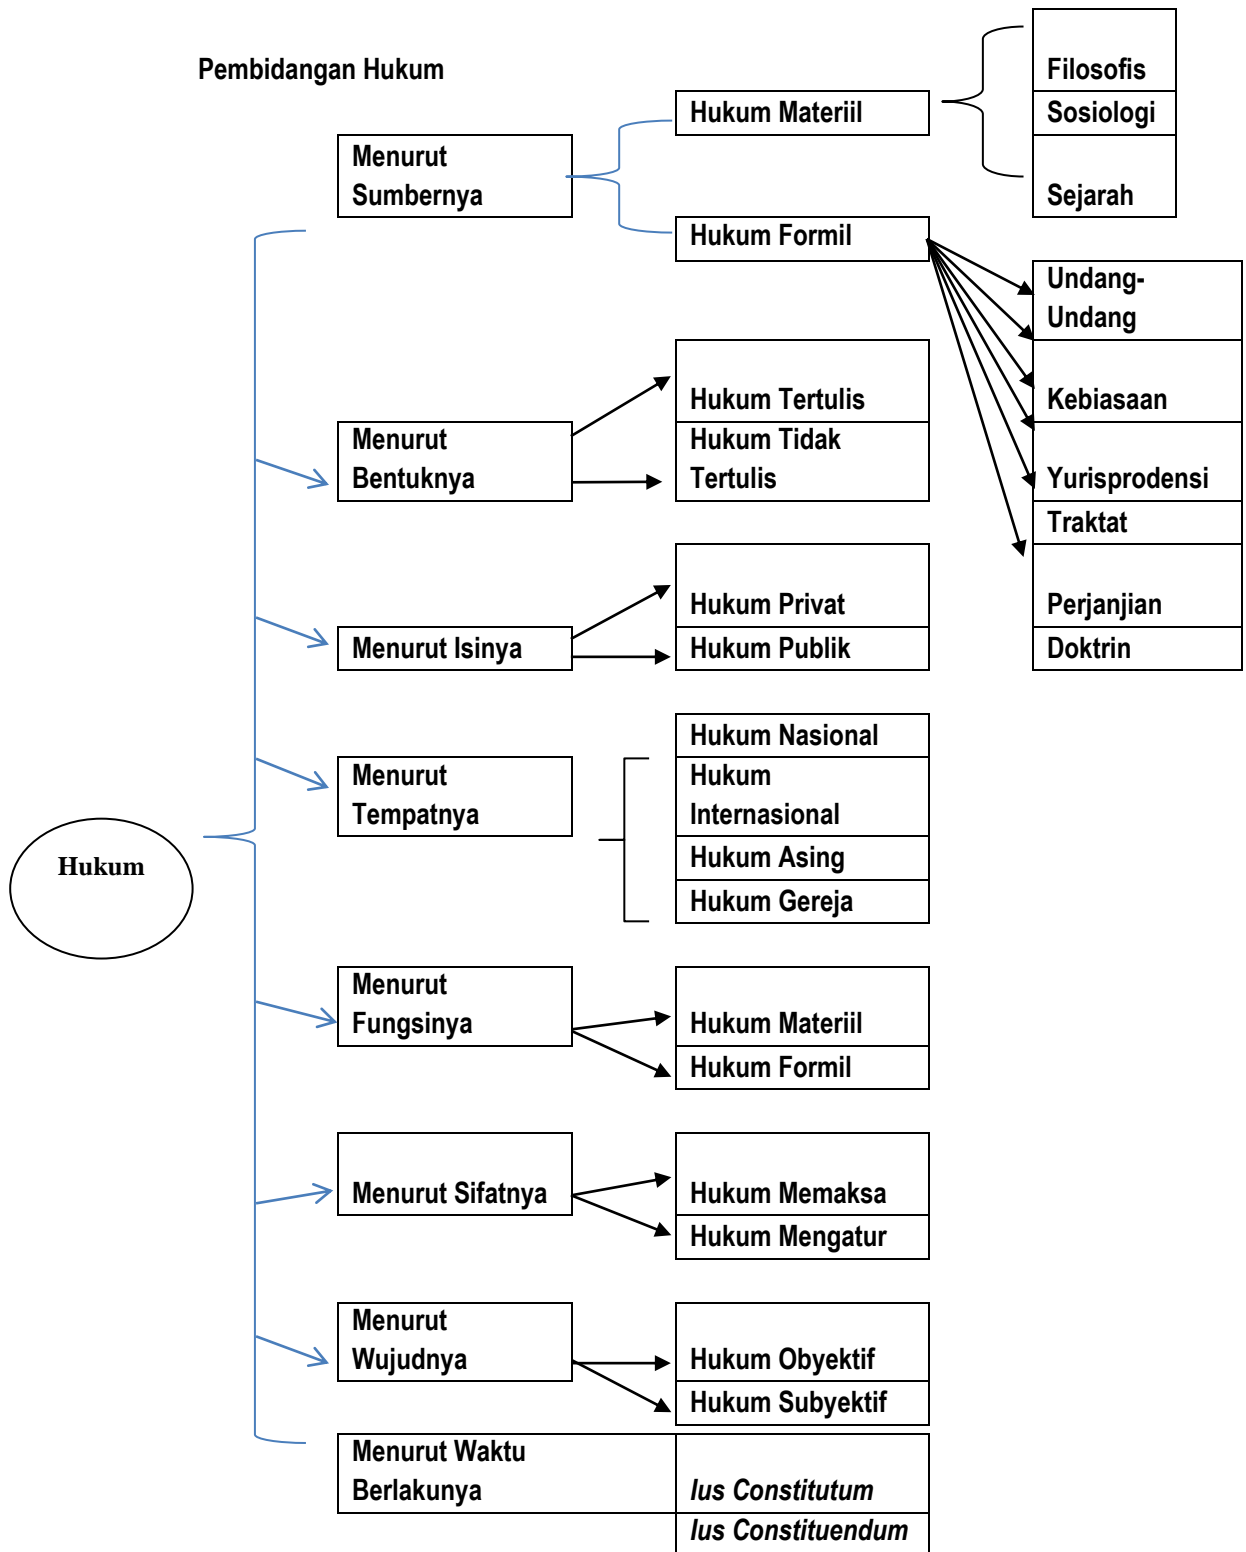 Pembidangan Hukum
Hukum
Menurut
Sumbernya
Hukum Materiil
Filosofis
Sosiologi
Sejarah
Hukum Formil
Undang-
Undang
Kebiasaan
Yurisprodensi
Traktat
Perjanjian
Doktrin
Menurut
Bentuknya
Hukum Tertulis
Hukum Tidak
Tertulis
Menurut Isinya
Hukum Privat
Hukum Publik
Menurut
Tempatnya
Hukum Nasional
Hukum
Internasional
Hukum Asing
Hukum Gereja
Menurut
Fungsinya
Hukum Materiil
Hukum Formil
Menurut Sifatnya
Hukum Memaksa
Hukum Mengatur
Menurut
Wujudnya
Hukum Obyektif
Hukum Subyektif
Menurut Waktu
Berlakunya
Ius Constitutum
Ius Constituendum